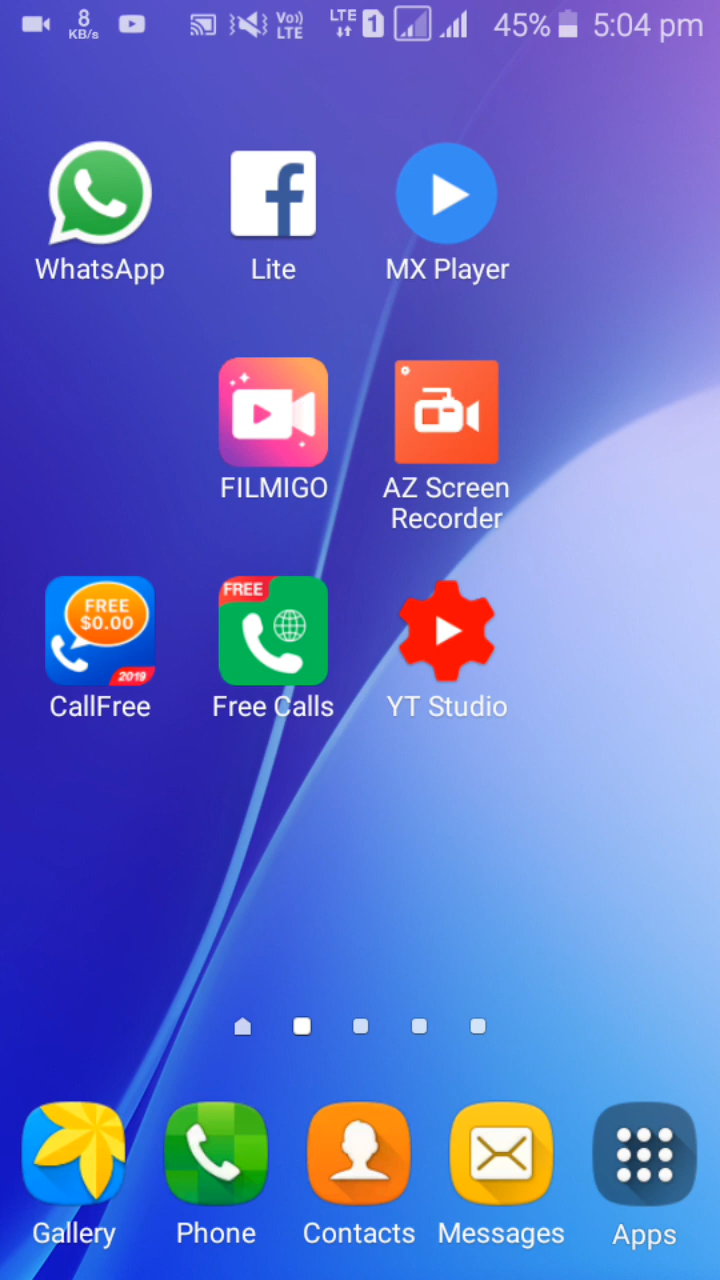 8
KB/s
Vo))
LTE
LTE
1
45%
5:04 pm
WhatsApp
Lite
MX Player
FILMIGO
AZ Screen
Recorder
FREE
$0.00
2019
FREE
CallFree
Free Calls
YT Studio
Gallery
Phone
Contacts
Messages
Apps